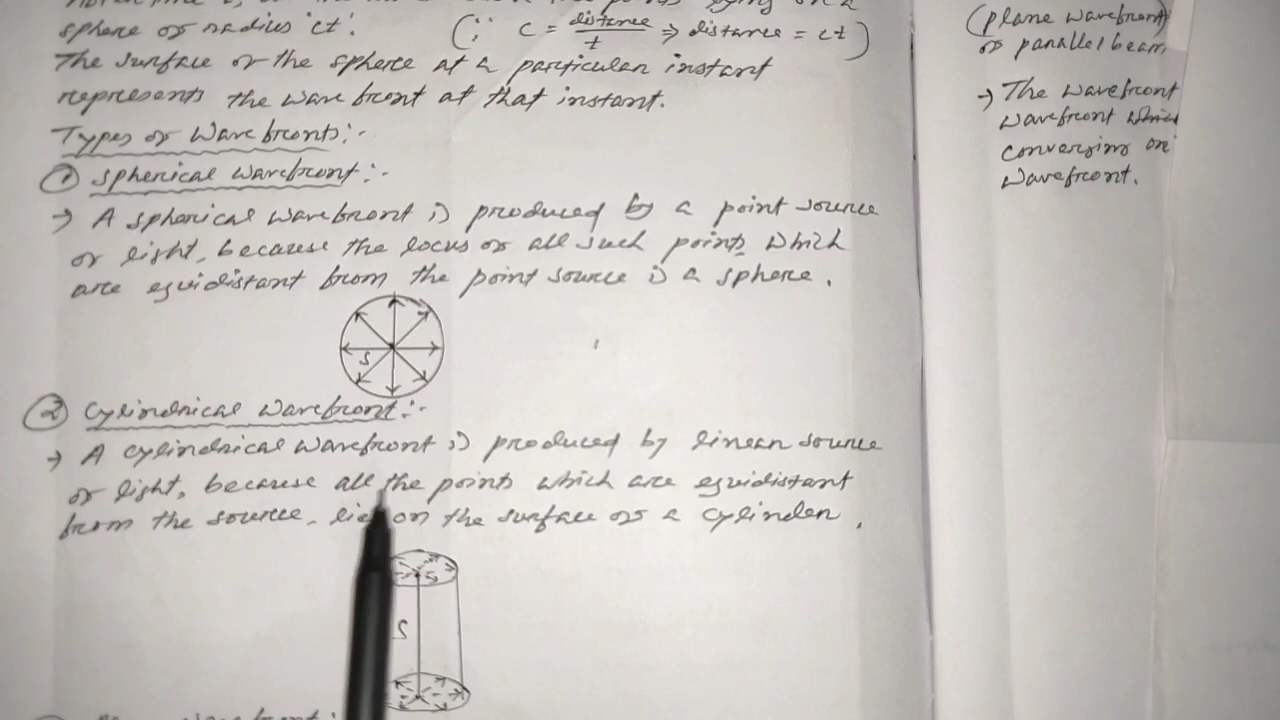 sphere of radius 'ct'. (∵ c = distance/t ⇒ distance = ct)
The surface of the sphere at a particular instant
represents the wave front at that instant.
Types of Wavefronts:-
① Spherical Wavefront:-
→ A spherical wavefront is produced by a point source
of light, because the locus of all such points which
are equidistant from the point source is a sphere.
S
② Cylindrical Wavefront:-
→ A cylindrical wavefront is produced by linear source
of light, because all the points which are equidistant
from the source, lie on the surface of a cylinder.
S
S
(plane wavefront)
or parallel beam
→ The wavefront
wavefront which
converging on
wavefront.